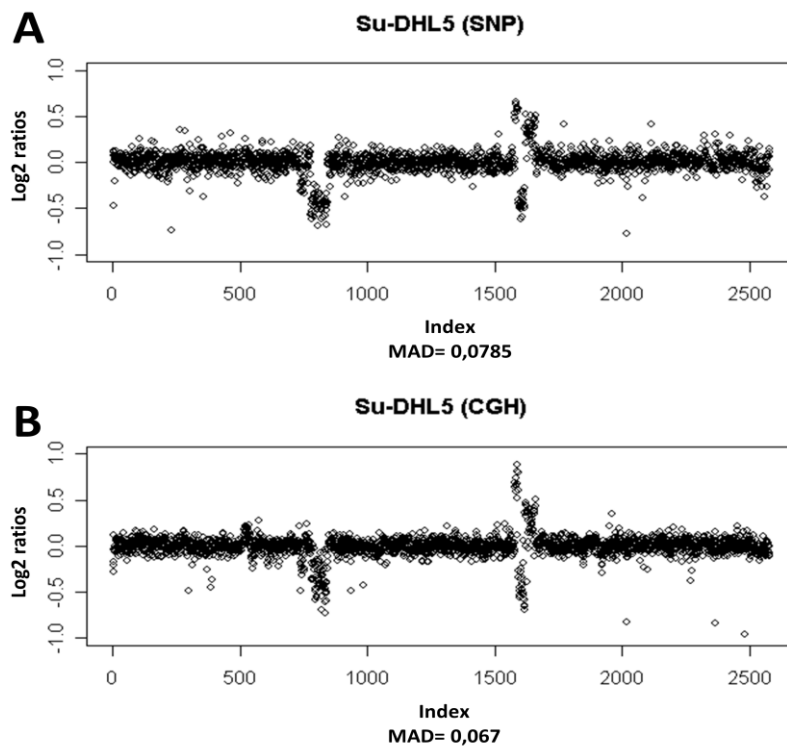 A
Su-DHL5 (SNP)
Log2 ratios
1.0
0.5
0.0
-0.5
-1.0
0 500 1000 1500 2000 2500
Index
MAD= 0,0785
B
Su-DHL5 (CGH)
Log2 ratios
1.0
0.5
0.0
-0.5
-1.0
0 500 1000 1500 2000 2500
Index
MAD= 0,067